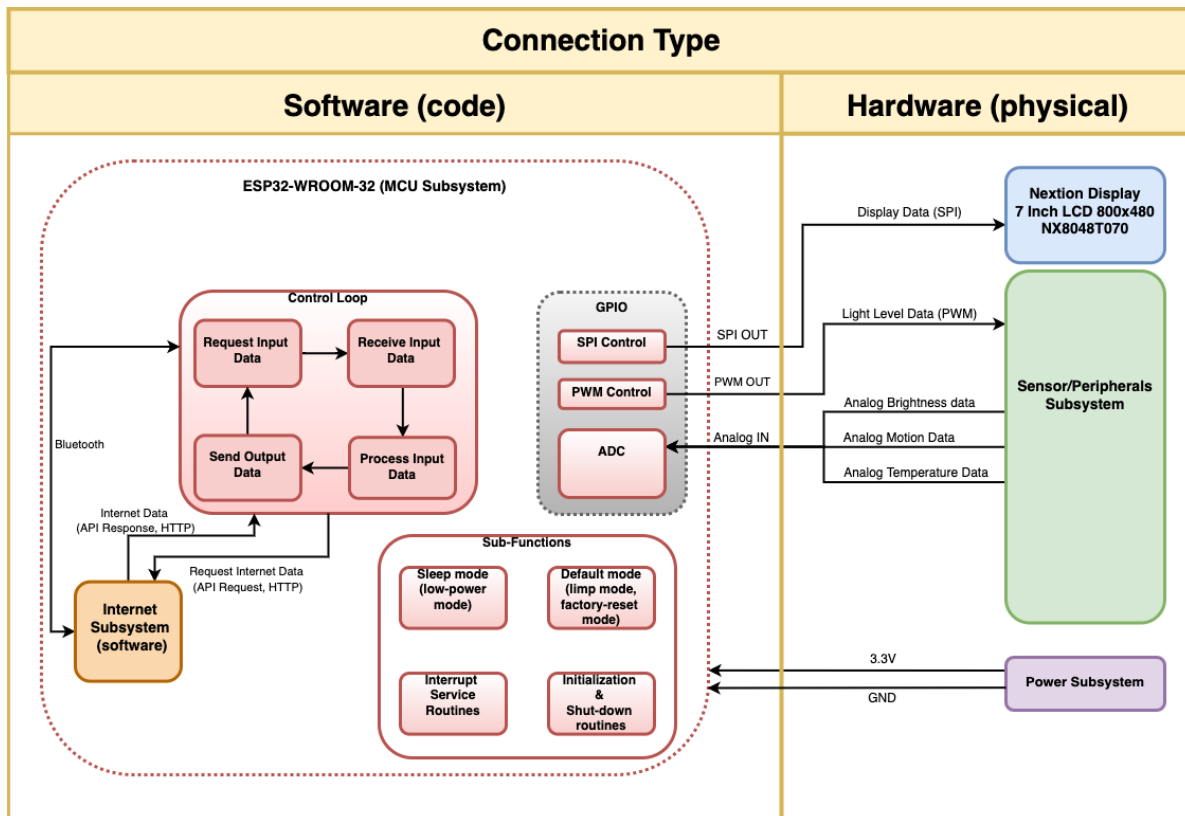 Connection Type
Software (code)
Hardware (physical)
ESP32-WROOM-32 (MCU Subsystem)
Nextion Display
7 Inch LCD 800x480
NX8048T070
Display Data (SPI)
Control Loop
Request Input
Data
Receive Input
Data
Send Output
Data
Process Input
Data
GPIO
SPI Control
PWM Control
ADC
SPI OUT
PWM OUT
Analog IN
Light Level Data (PWM)
Analog Brightness data
Analog Motion Data
Analog Temperature Data
Sensor/Peripherals
Subsystem
Bluetooth
Internet Data
(API Response, HTTP)
Request Internet Data
(API Request, HTTP)
Internet
Subsystem
(software)
Sub-Functions
Sleep mode
(low-power
mode)
Default mode
(limp mode,
factory-reset
mode)
Interrupt
Service
Routines
Initialization
&
Shut-down
routines
3.3V
GND
Power Subsystem